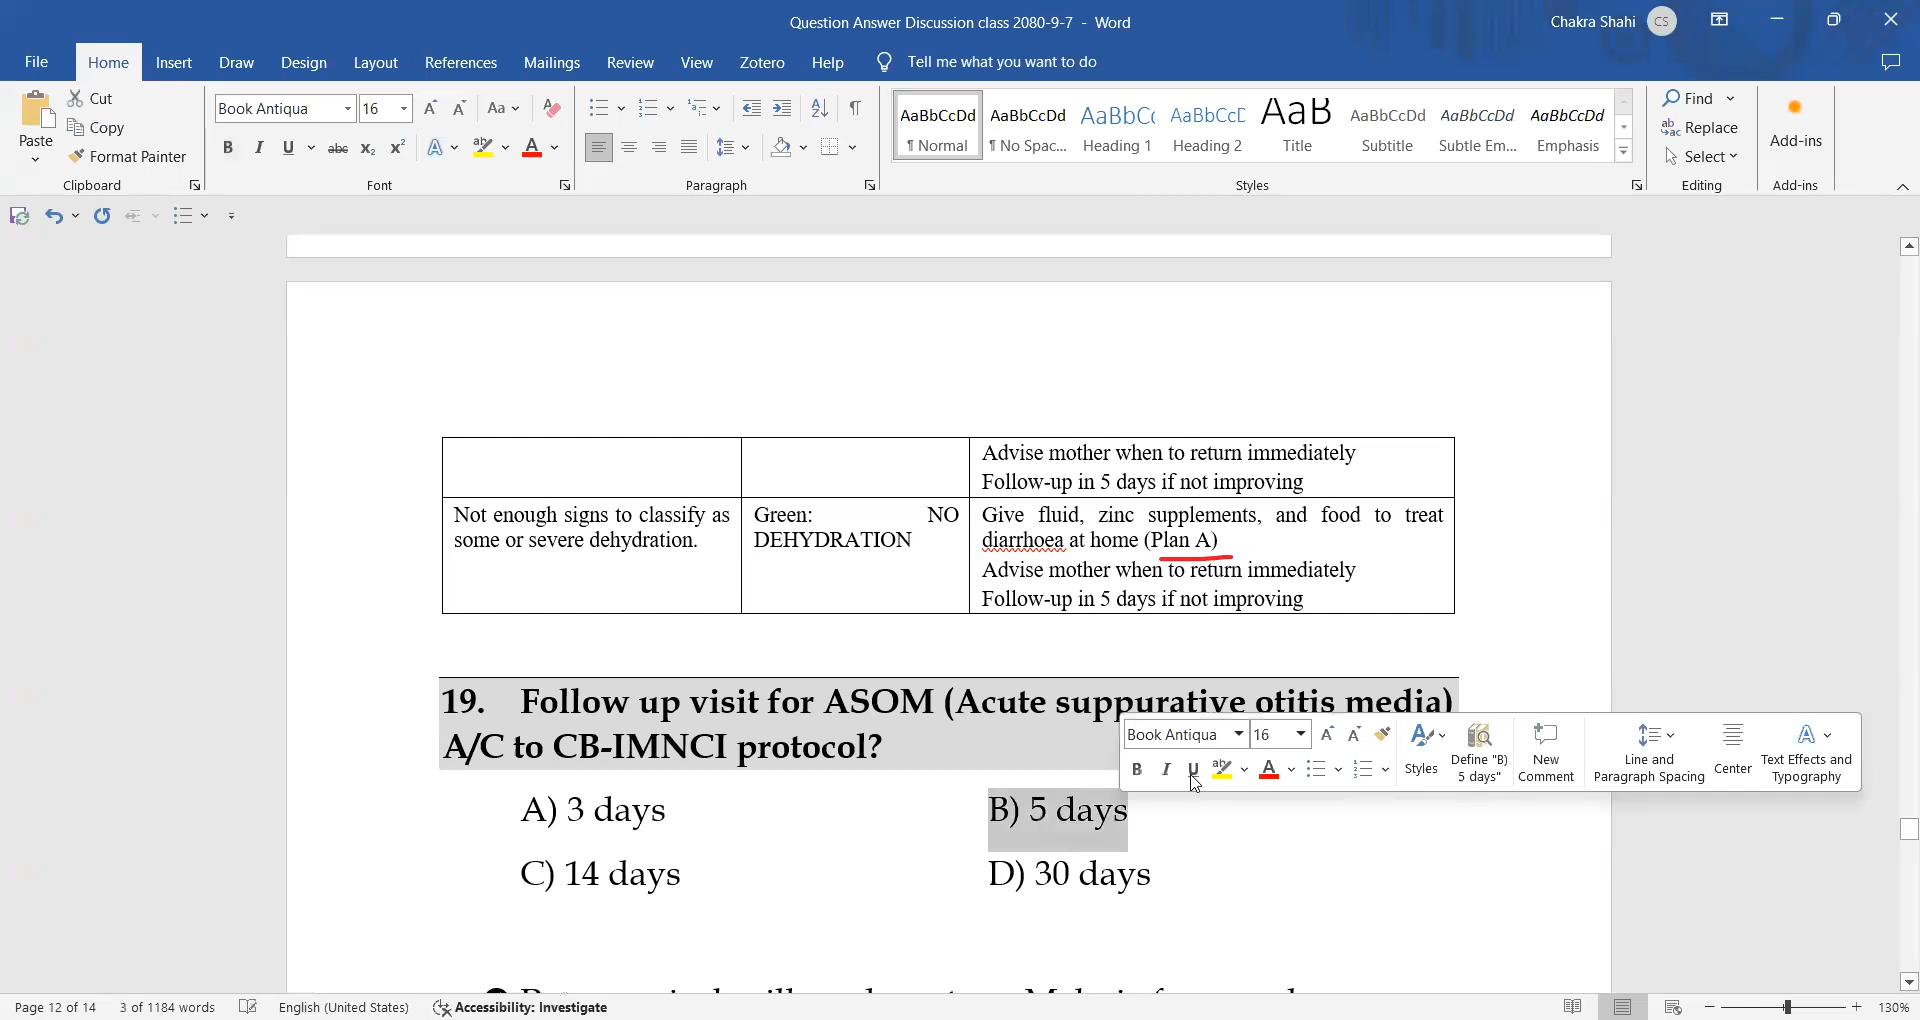 Question Answer Discussion class 2080-9-7 - Word
Chakra Shahi CS
File Home Insert Draw Design Layout References Mailings Review View Zotero Help Tell me what you want to do
Paste
Cut
Copy
Format Painter
Clipboard
Book Antiqua 16
Font
Paragraph
AaBbCcDd AaBbCcDd AaBbCc AaBbCcD AaB AaBbCcDd AaBbCcDd AaBbCcDd
¶ Normal ¶ No Spac... Heading 1 Heading 2 Title Subtitle Subtle Em... Emphasis
Styles
Find
Replace
Select
Editing
Add-ins
Add-ins
Advise mother when to return immediately
Follow-up in 5 days if not improving
Not enough signs to classify as
some or severe dehydration.
Green: NO
DEHYDRATION
Give fluid, zinc supplements, and food to treat
diarrhoea at home (Plan A)
Advise mother when to return immediately
Follow-up in 5 days if not improving
19. Follow up visit for ASOM (Acute suppurative otitis media)
A/C to CB-IMNCI protocol?
Book Antiqua 16
Styles
Define "B)
5 days"
New
Comment
Line and
Paragraph Spacing
Center
Text Effects and
Typography
A) 3 days B) 5 days
C) 14 days D) 30 days
Page 12 of 14 3 of 1184 words English (United States) Accessibility: Investigate 130%